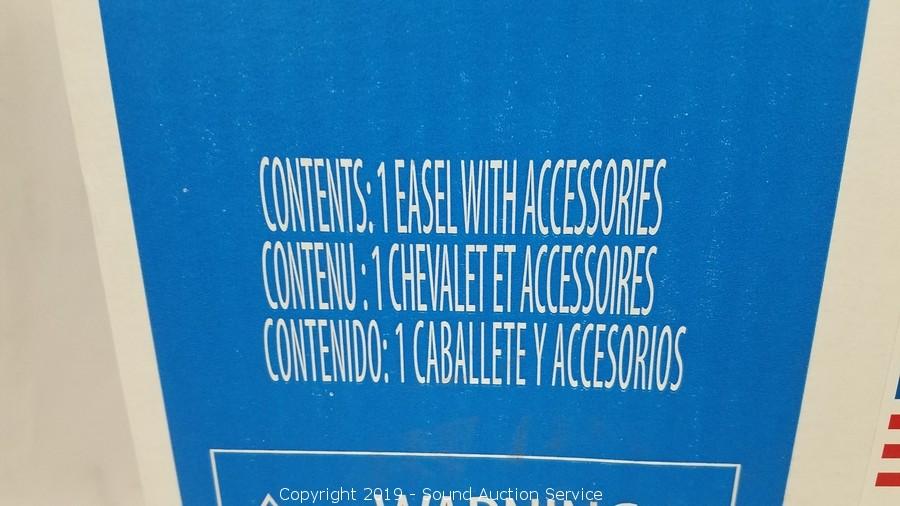 CONTENTS: 1 EASEL WITH ACCESSORIES
CONTENU : 1 CHEVALET ET ACCESSOIRES
CONTENIDO: 1 CABALLETE Y ACCESORIOS
WARNING
Copyright 2019 - Sound Auction Service